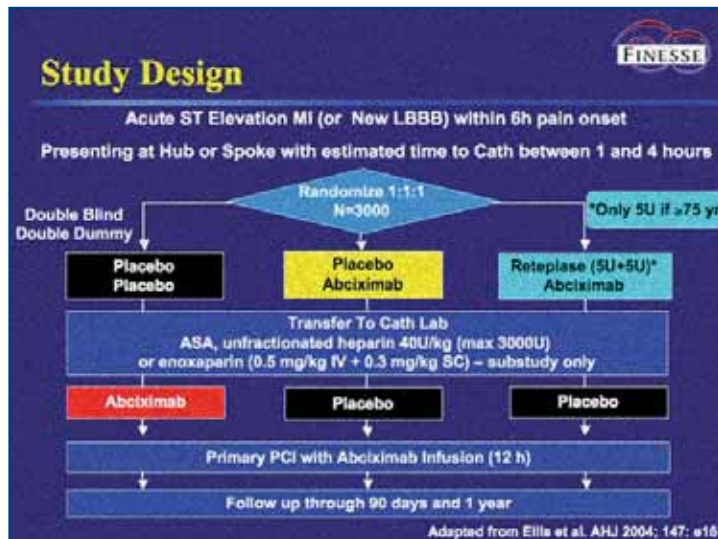 FINESSE
Study Design
Acute ST Elevation MI (or New LBBB) within 6h pain onset
Presenting at Hub or Spoke with estimated time to Cath between 1 and 4 hours
Randomize 1:1:1
N=3000
Double Blind
Double Dummy
*Only 5U if ≥75 yr
Placebo
Placebo
Placebo
Abciximab
Reteplase (5U+5U)*
Abciximab
Transfer To Cath Lab
ASA, unfractionated heparin 40U/kg (max 3000U)
or enoxaparin (0.5 mg/kg IV + 0.3 mg/kg SC) – substudy only
Abciximab
Placebo
Placebo
Primary PCI with Abciximab Infusion (12 h)
Follow up through 90 days and 1 year
Adapted from Ellis et al. AHJ 2004; 147: e16